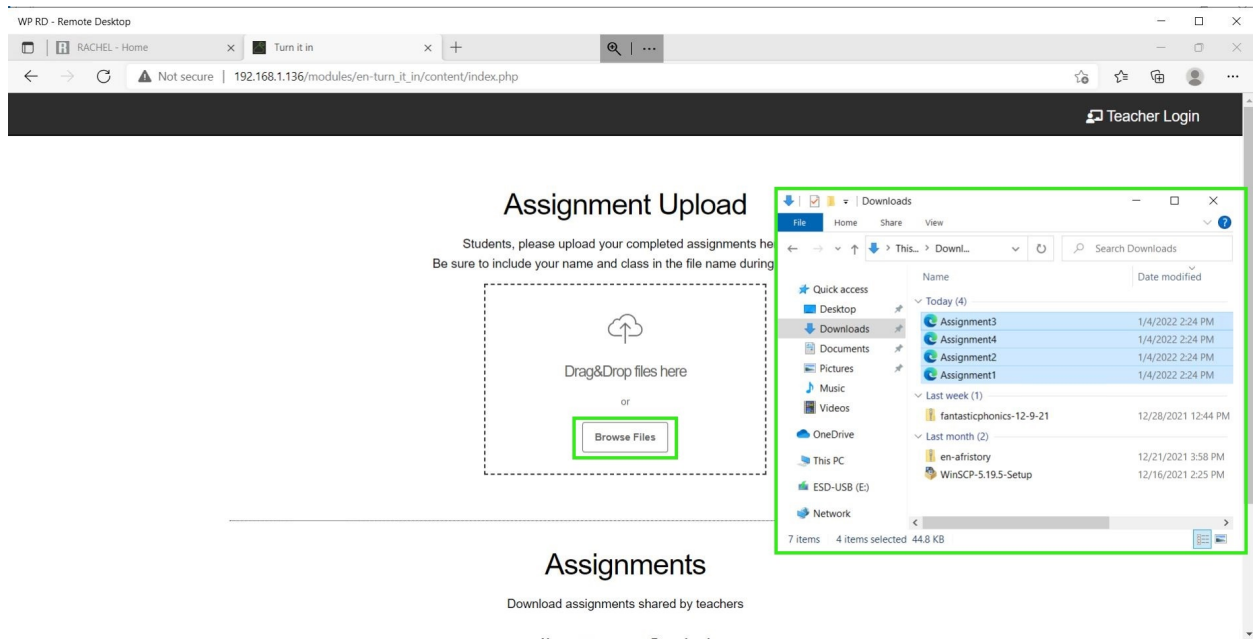 WP RD - Remote Desktop
RACHEL - Home
Turn it in
Not secure | 192.168.1.136/modules/en-turn_it_in/content/index.php
Teacher Login
Assignment Upload
Students, please upload your completed assignments he
Be sure to include your name and class in the file name during
Drag&Drop files here
or
Browse Files
Downloads
File Home Share View
This... > Downl...
Search Downloads
Name Date modified
Quick access
Desktop
Downloads
Documents
Pictures
Music
Videos
OneDrive
This PC
ESD-USB (E:)
Network
Today (4)
Assignment3 1/4/2022 2:24 PM
Assignment4 1/4/2022 2:24 PM
Assignment2 1/4/2022 2:24 PM
Assignment1 1/4/2022 2:24 PM
Last week (1)
fantasticphonics-12-9-21 12/28/2021 12:44 PM
Last month (2)
en-afristory 12/21/2021 3:58 PM
WinSCP-5.19.5-Setup 12/16/2021 2:25 PM
7 items 4 items selected 44.8 KB
Assignments
Download assignments shared by teachers